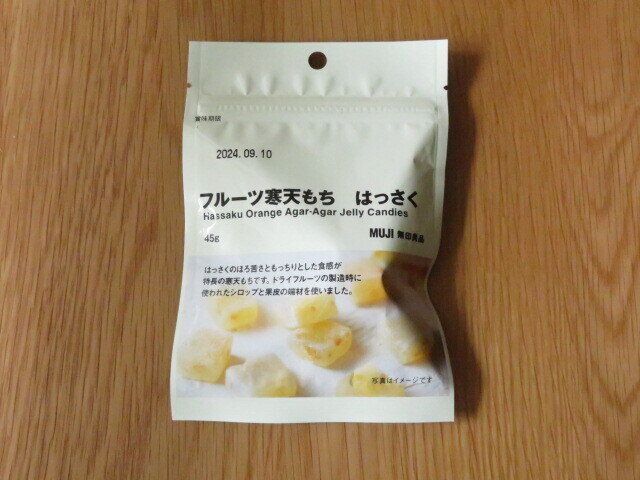 賞味期限
2024.09.10
フルーツ寒天もち　はっさく
Hassaku Orange Agar-Agar Jelly Candies
45g
MUJI 無印良品
はっさくのほろ苦さともっちりとした食感が
特長の寒天もちです。ドライフルーツの製造時に
使われたシロップと果皮の端材を使いました。
写真はイメージです